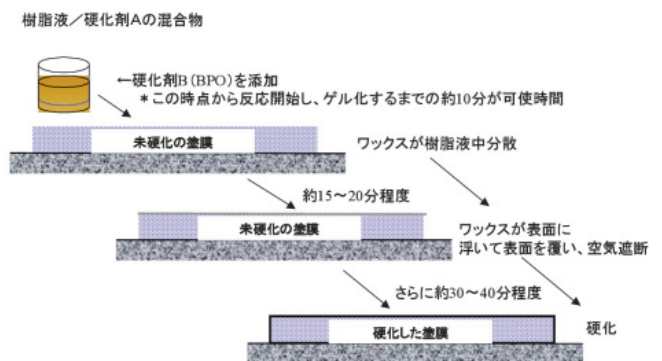 樹脂液／硬化剤Aの混合物
←硬化剤B(BPO)を添加
＊この時点から反応開始し、ゲル化するまでの約10分が可使時間
未硬化の塗膜
ワックスが樹脂液中分散
約15～20分程度
未硬化の塗膜
ワックスが表面に
浮いて表面を覆い、空気遮断
さらに約30～40分程度
硬化した塗膜
硬化